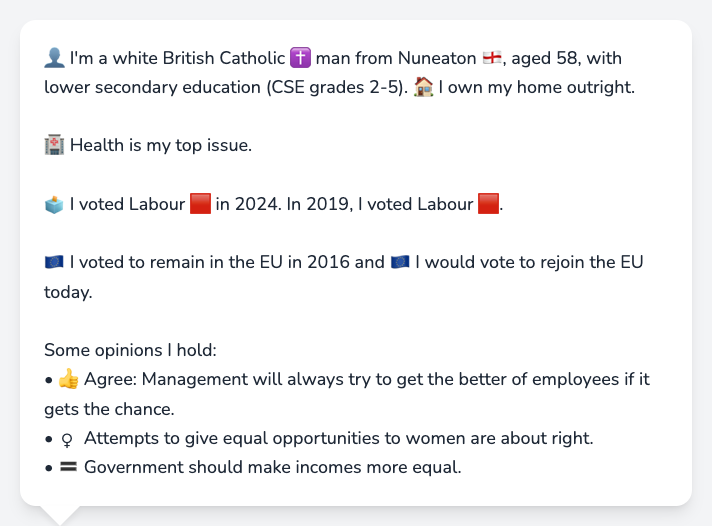 👤 I'm a white British Catholic ✝️ man from Nuneaton 🏴󠁧󠁢󠁥󠁮󠁧󠁿, aged 58, with
lower secondary education (CSE grades 2-5). 🏠 I own my home outright.
🏥 Health is my top issue.
🗳️ I voted Labour 🟥 in 2024. In 2019, I voted Labour 🟥.
🇪🇺 I voted to remain in the EU in 2016 and 🇪🇺 I would vote to rejoin the EU
today.
Some opinions I hold:
• 👍 Agree: Management will always try to get the better of employees if it
gets the chance.
• ♀ Attempts to give equal opportunities to women are about right.
• 🟰 Government should make incomes more equal.